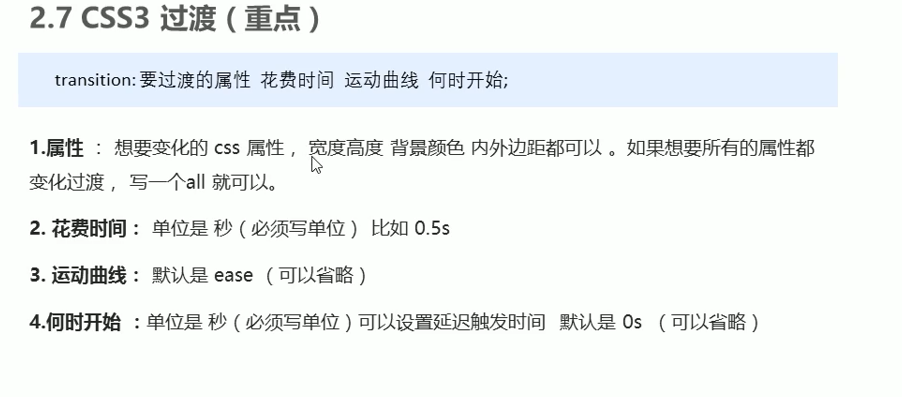 2.7 CSS3 过渡（重点）
transition: 要过渡的属性 花费时间 运动曲线 何时开始;
1.属性 ： 想要变化的 css 属性， 宽度高度 背景颜色 内外边距都可以 。如果想要所有的属性都
变化过渡， 写一个all 就可以。
2. 花费时间： 单位是 秒（必须写单位） 比如 0.5s
3. 运动曲线： 默认是 ease （可以省略）
4.何时开始 ：单位是 秒（必须写单位）可以设置延迟触发时间 默认是 0s （可以省略）